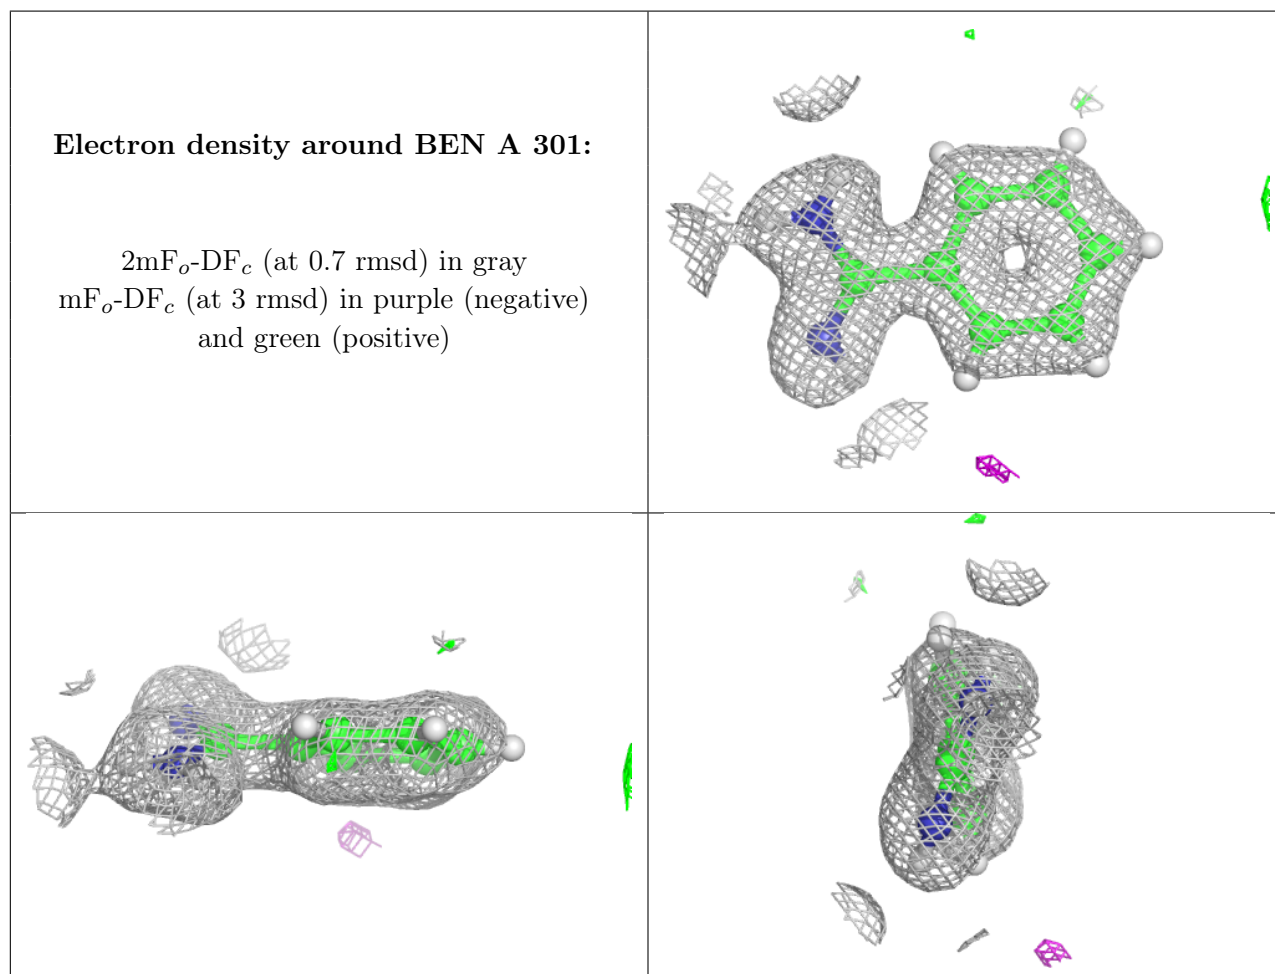 Electron density around BEN A 301:
2mFo-DFc (at 0.7 rmsd) in gray
mFo-DFc (at 3 rmsd) in purple (negative)
and green (positive)